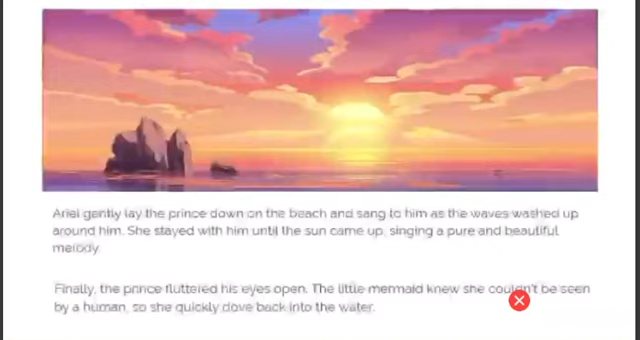 Ariel gently lay the prince down on the beach and sang to him as the waves washed up
around him. She stayed with him until the sun came up, singing a pure and beautiful
melody.
Finally, the prince fluttered his eyes open. The little mermaid knew she couldn't be seen
by a human, so she quickly dove back into the water.